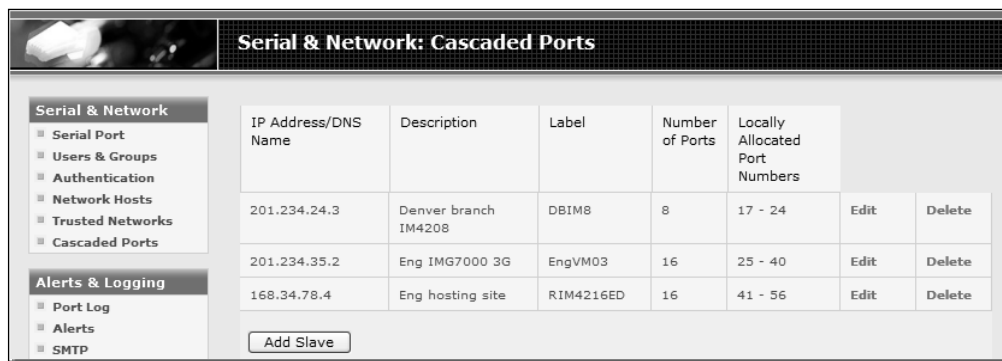 Serial & Network: Cascaded Ports
Serial & Network
Serial Port
Users & Groups
Authentication
Network Hosts
Trusted Networks
Cascaded Ports
Alerts & Logging
Port Log
Alerts
SMTP
IP Address/DNS Name Description Label Number of Ports Locally Allocated Port Numbers
201.234.24.3 Denver branch IM4208 DBIM8 8 17 - 24 Edit Delete
201.234.35.2 Eng IMG7000 3G EngVM03 16 25 - 40 Edit Delete
168.34.78.4 Eng hosting site RIM4216ED 16 41 - 56 Edit Delete
Add Slave